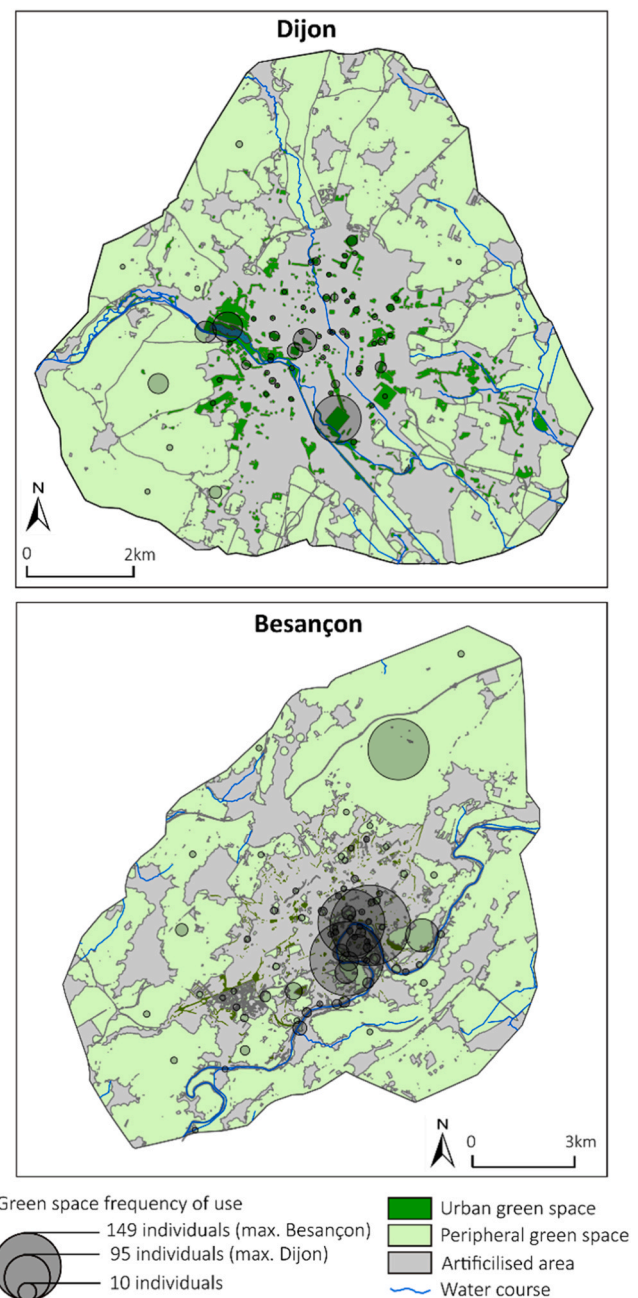 Dijon
N
0 2km
Besançon
N
0 3km
Green space frequency of use
149 individuals (max. Besançon)
95 individuals (max. Dijon)
10 individuals
Urban green space
Peripheral green space
Artificilised area
Water course